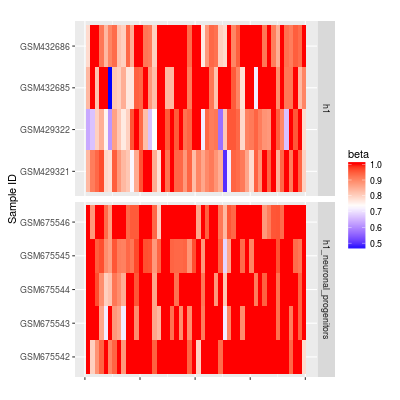 GSM432686
GSM432685
GSM429322
GSM429321
h1
GSM675546
GSM675545
GSM675544
GSM675543
GSM675542
h1_neuronal_progenitors
Sample ID
beta
1.0
0.9
0.8
0.7
0.6
0.5